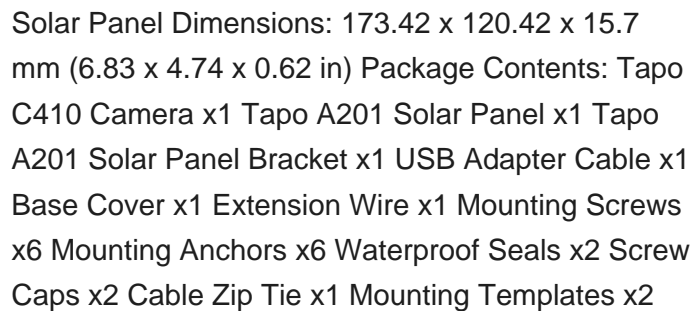 Solar Panel Dimensions: 173.42 x 120.42 x 15.7
mm (6.83 x 4.74 x 0.62 in) Package Contents: Tapo
C410 Camera x1 Tapo A201 Solar Panel x1 Tapo
A201 Solar Panel Bracket x1 USB Adapter Cable x1
Base Cover x1 Extension Wire x1 Mounting Screws
x6 Mounting Anchors x6 Waterproof Seals x2 Screw
Caps x2 Cable Zip Tie x1 Mounting Templates x2